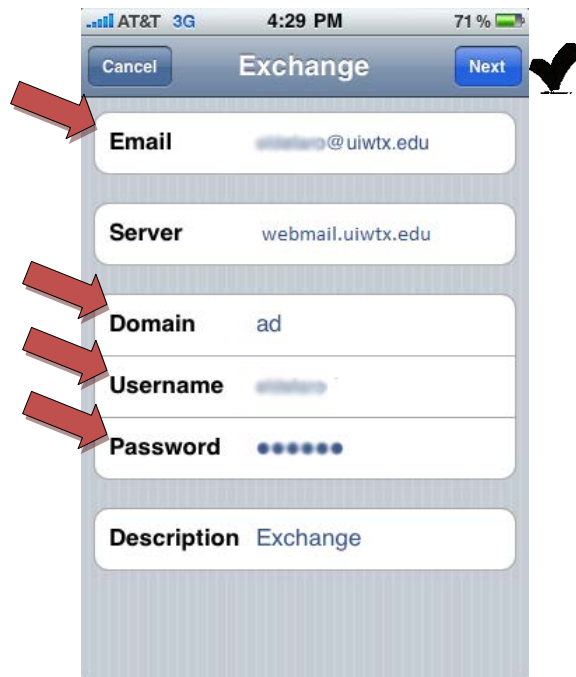 AT&T 3G 4:29 PM 71 %
Cancel Exchange Next
Email @uiwtx.edu
Server webmail.uiwtx.edu
Domain ad
Username
Password ●●●●●●
Description Exchange